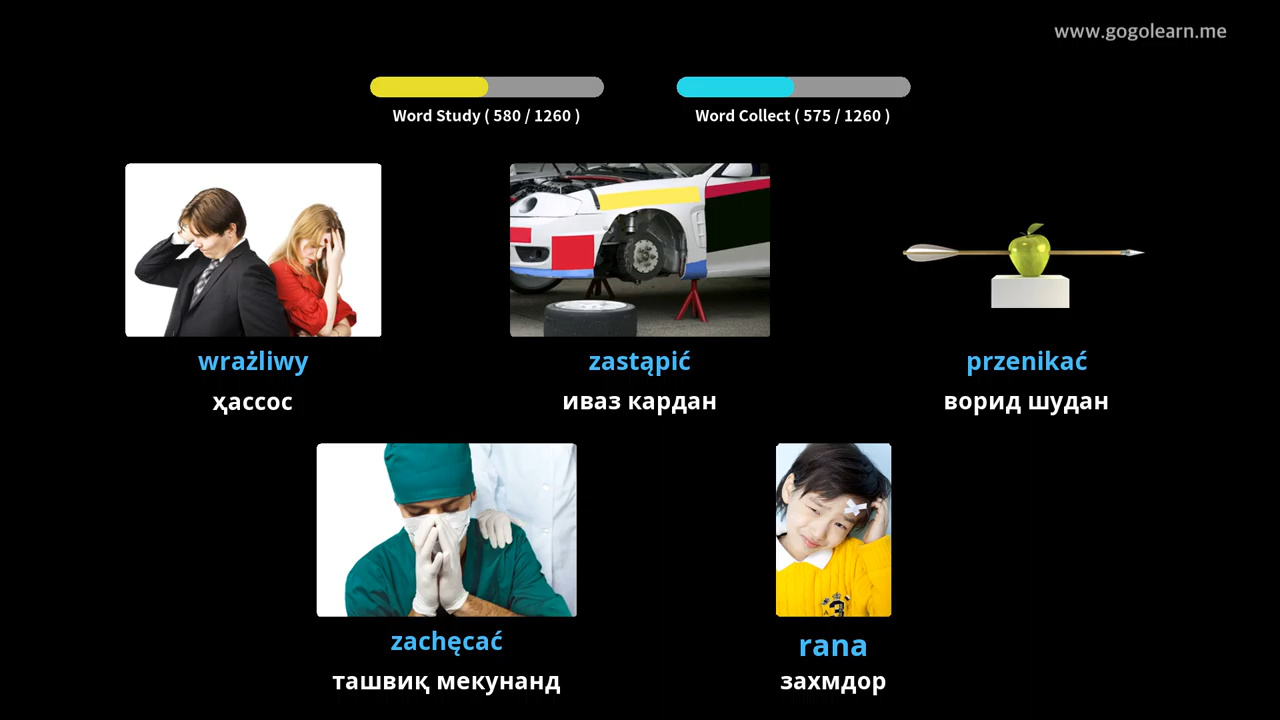 www.gogolearn.me
Word Study ( 580 / 1260 )
Word Collect ( 575 / 1260 )
wrażliwy
ҳассос
zastąpić
иваз кардан
przenikać
ворид шудан
zachęcać
ташвиқ мекунанд
rana
захмдор
3